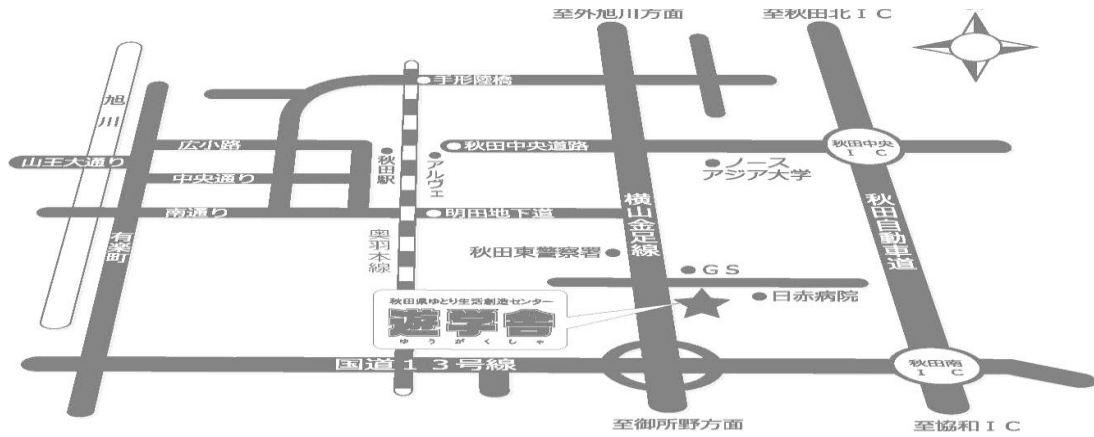 至外旭川方面
至秋田北ＩＣ
手形陸橋
旭川
広小路
秋田駅
アルヴェ
秋田中央道路
秋田中央
ＩＣ
山王大通り
中央通り
ノース
アジア大学
南通り
明田地下道
横山金足線
秋田自動車道
有楽町
奥羽本線
秋田東警察署
ＧＳ
日赤病院
秋田県ゆとり生活創造センター
遊学舎
ゆうがくしゃ
国道１３号線
秋田南
ＩＣ
至御所野方面
至協和ＩＣ